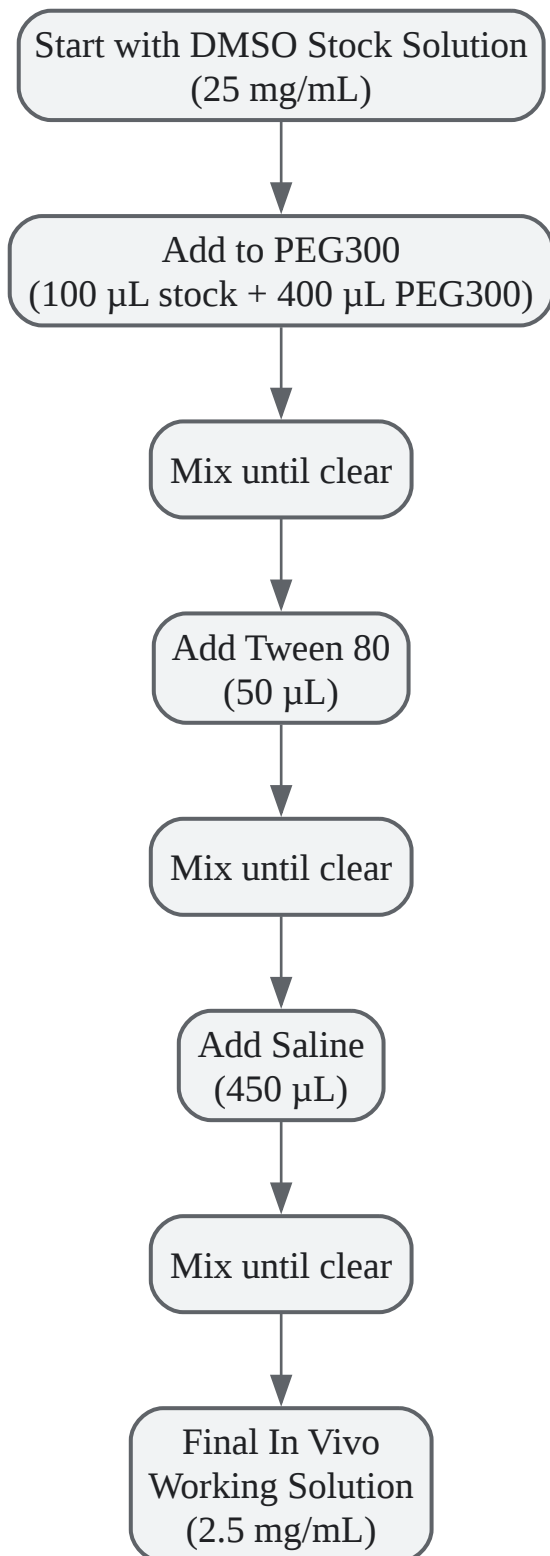 Start with DMSO Stock Solution
(25 mg/mL)
Add to PEG300
(100 µL stock + 400 µL PEG300)
Mix until clear
Add Tween 80
(50 µL)
Mix until clear
Add Saline
(450 µL)
Mix until clear
Final In Vivo
Working Solution
(2.5 mg/mL)